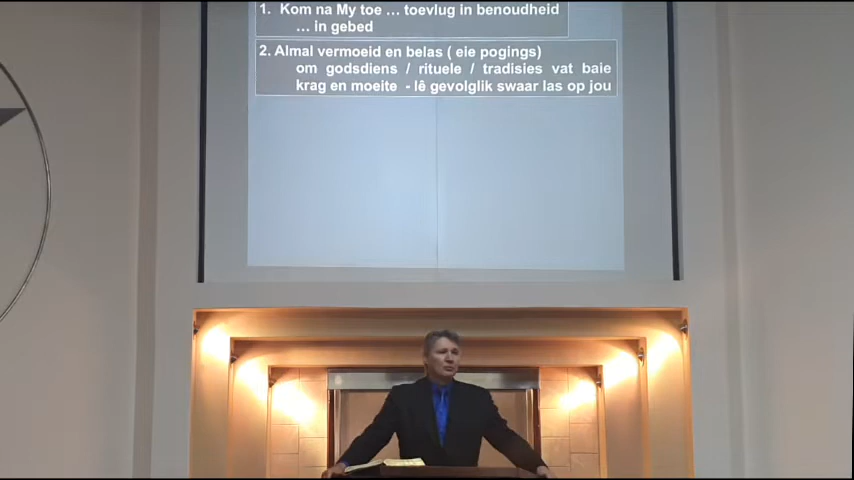 1. Kom na My toe ... toevlug in benoudheid
... in gebed
2. Almal vermoeid en belas ( eie pogings)
om godsdiens / rituele / tradisies vat baie
krag en moeite - lê gevolglik swaar las op jou